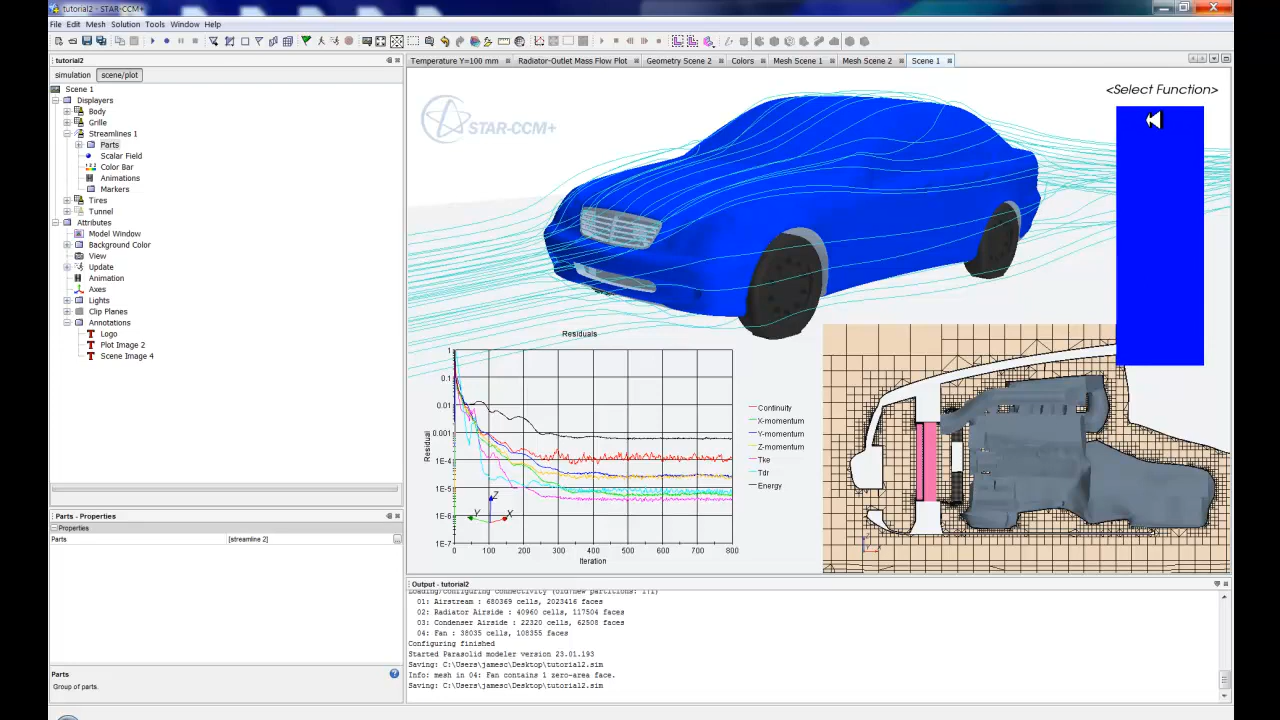 tutorial2 - STAR-CCM+
File Edit Mesh Solution Tools Window Help
tutorial2
simulation scene/plot
Scene 1
Displayers
Body
Grille
Streamlines 1
Parts
Scalar Field
Color Bar
Animations
Markers
Tires
Tunnel
Attributes
Model Window
Background Color
View
Update
Animation
Axes
Lights
Clip Planes
Annotations
Logo
Plot Image 2
Scene Image 4
Parts - Properties
Properties
Parts [streamline 2]
Parts
Group of parts.
Temperature Y=100 mm Radiator-Outlet Mass Flow Plot Geometry Scene 2 Colors Mesh Scene 1 Mesh Scene 2 Scene 1
<Select Function>
STAR-CCM+
Residuals
Residual
1
0.1
0.01
0.001
1E-4
1E-5
1E-6
1E-7
0 100 200 300 400 500 600 700 800
Iteration
Z
Y
X
Continuity
X-momentum
Y-momentum
Z-momentum
Tke
Tdr
Energy
Output - tutorial2
Loading/configuring connectivity (old/new partitions: 1:1)
01: Airstream : 680369 cells, 2023416 faces
02: Radiator Airside : 40960 cells, 117504 faces
03: Condenser Airside : 22320 cells, 62508 faces
04: Fan : 38035 cells, 108355 faces
Configuring finished
Started Parasolid modeler version 23.01.193
Saving: C:\Users\jamesc\Desktop\tutorial2.sim
Info: mesh in 04: Fan contains 1 zero-area face.
Saving: C:\Users\jamesc\Desktop\tutorial2.sim